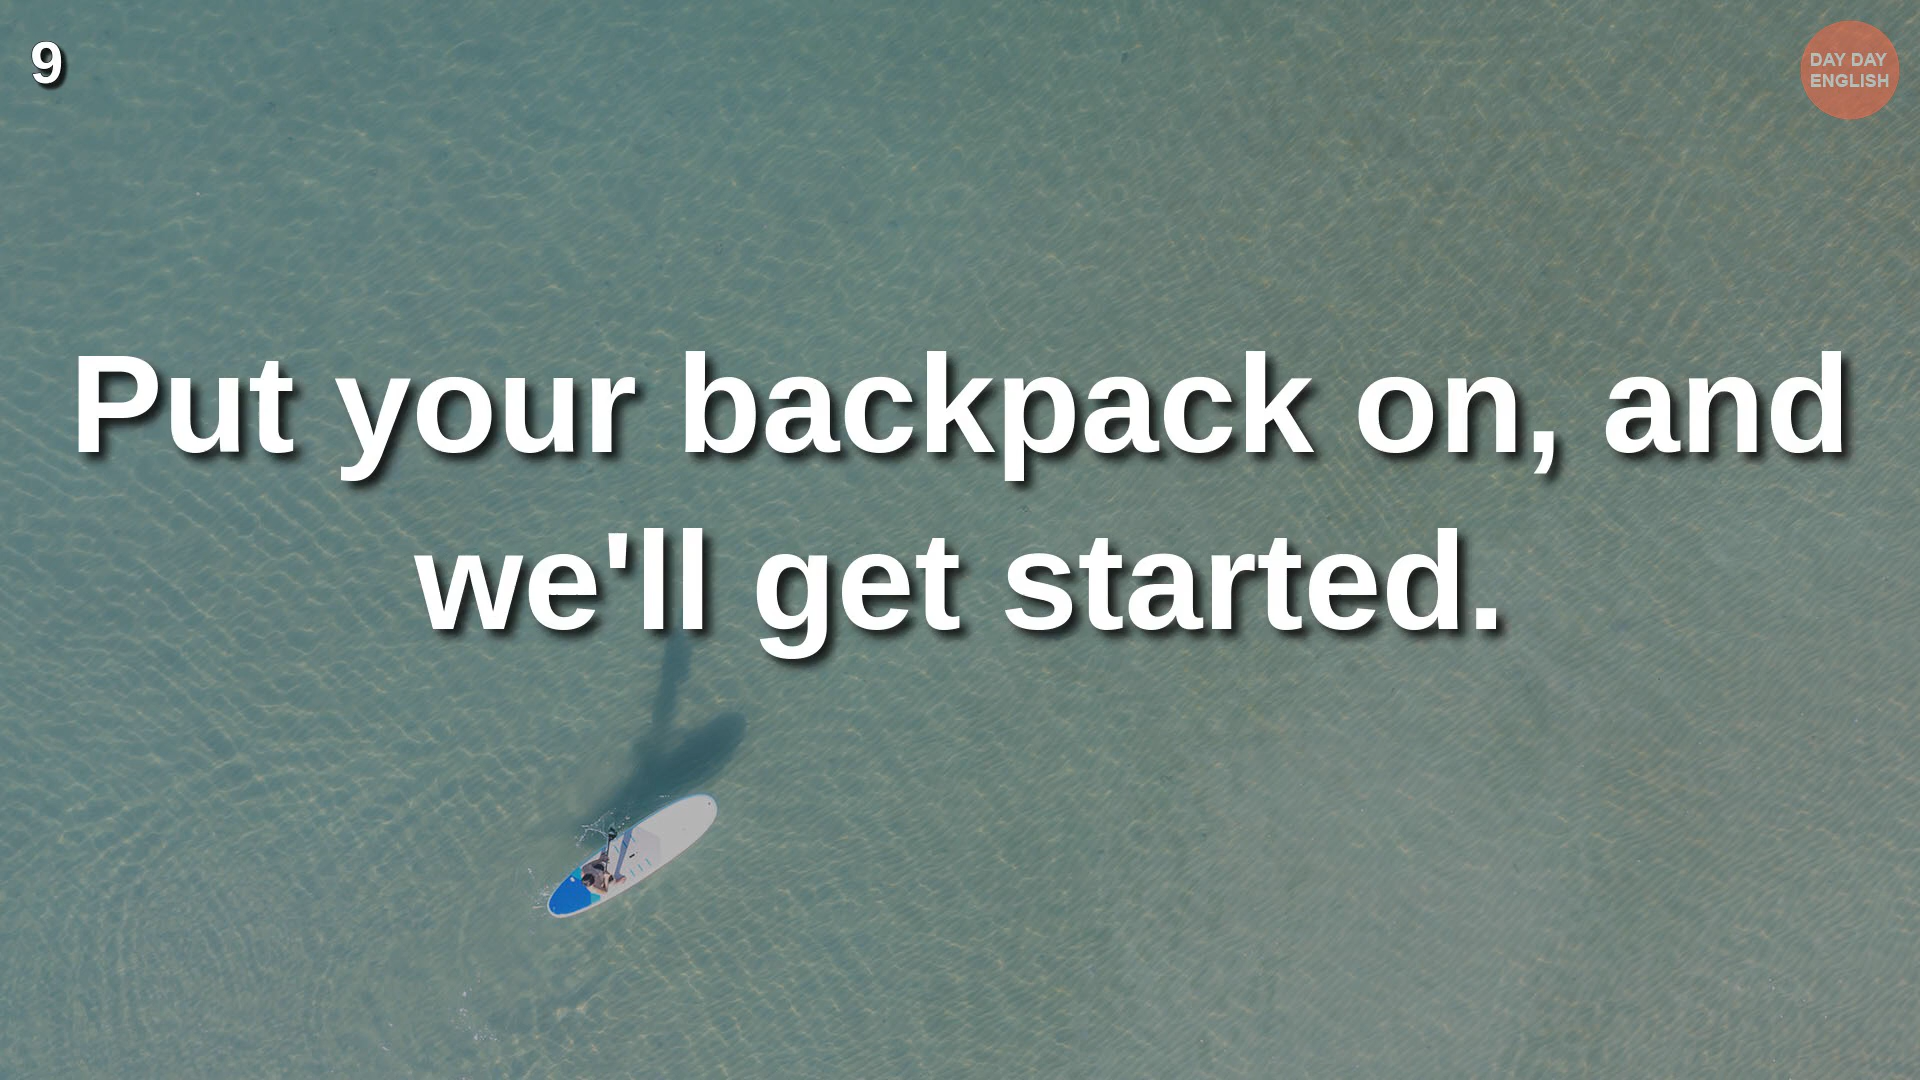 9
DAY DAY
ENGLISH
Put your backpack on, and
we'll get started.